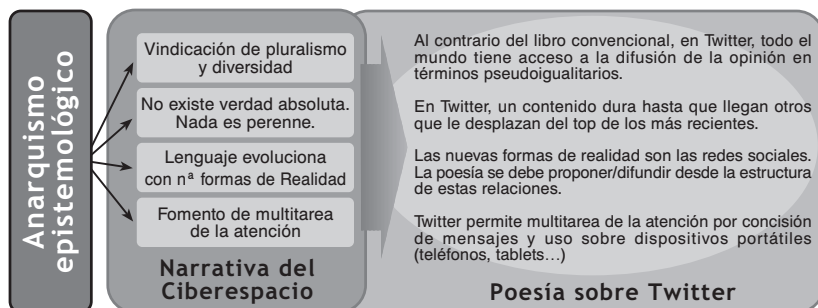 Anarquismo
epistemológico
Vindicación de pluralismo
y diversidad
No existe verdad absoluta.
Nada es perenne.
Lenguaje evoluciona
con nª formas de Realidad
Fomento de multitarea
de la atención
Narrativa del
Ciberespacio
Al contrario del libro convencional, en Twitter, todo el
mundo tiene acceso a la difusión de la opinión en
términos pseudoigualitarios.
En Twitter, un contenido dura hasta que llegan otros
que le desplazan del top de los más recientes.
Las nuevas formas de realidad son las redes sociales.
La poesía se debe proponer/difundir desde la estructura
de estas relaciones.
Twitter permite multitarea de la atención por concisión
de mensajes y uso sobre dispositivos portátiles
(teléfonos, tablets…)
Poesía sobre Twitter